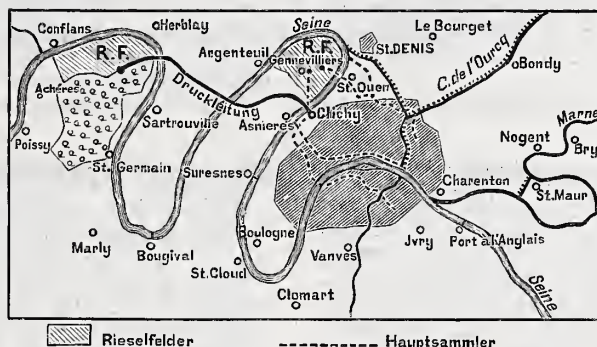 Conflans
Herblay
Seine
Le Bourget
R.F.
Argenteuil
R.F.
Gennevilliers
St.DENIS
C. de l'Ourcq
Bondy
Achères
Druckleitung
St.Ouen
Marne
Sartrouville
Asnieres
Clichy
Poissy
Nogent
Bry
St. Germain
Suresnes
Charenton
St.Maur
Marly
Bougival
Boulogne
St.Cloud
Vanves
Jvry
Port à l'Anglais
Clomart
Seine
Rieselfelder
Hauptsammler